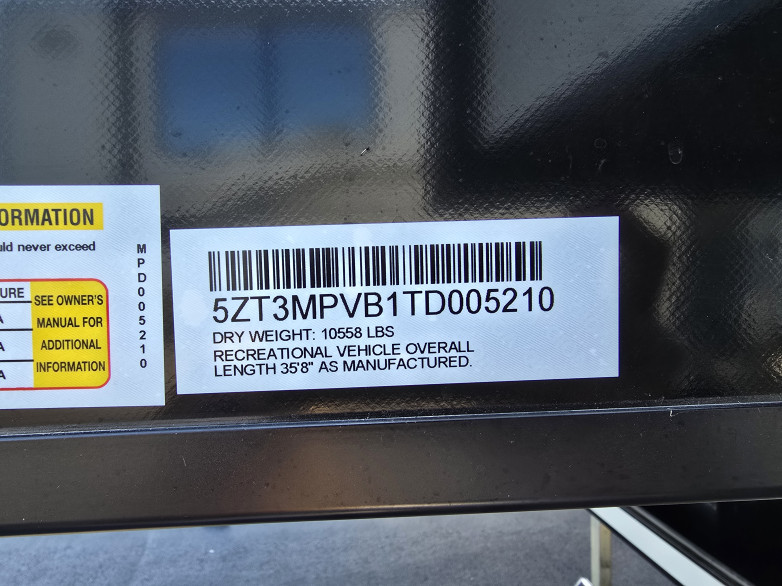 ORMATION
uld never exceed
URE
A
A
A
SEE OWNER'S
MANUAL FOR
ADDITIONAL
INFORMATION
MPD005210
5ZT3MPVB1TD005210
DRY WEIGHT: 10558 LBS
RECREATIONAL VEHICLE OVERALL
LENGTH 35'8" AS MANUFACTURED.